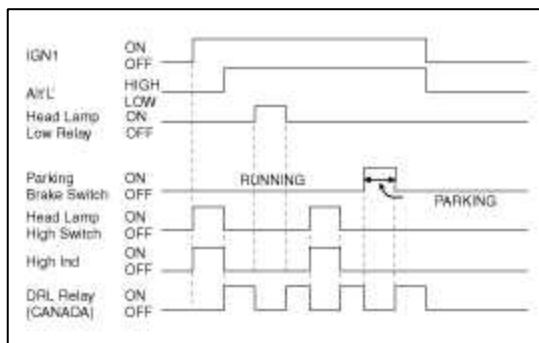 IGN1 ON
OFF
Alt'L' HIGH
LOW
Head Lamp ON
Low Relay OFF
Parking ON RUNNING
Brake Switch OFF PARKING
Head Lamp ON
High Switch OFF
High Ind ON
OFF
DRL Relay ON
(CANADA) OFF